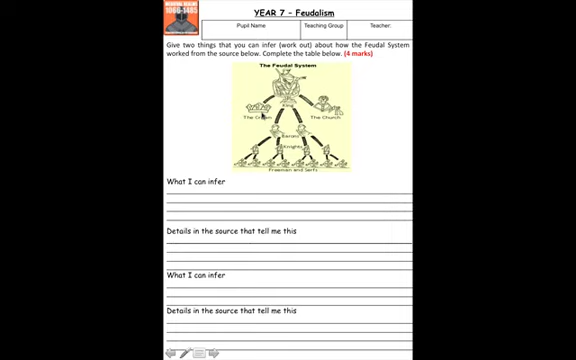 MEDIEVAL REALMS
1066-1485
YEAR 7 – Feudalism
Pupil Name
Teaching Group
Teacher:
Give two things that you can infer (work out) about how the Feudal System
worked from the source below. Complete the table below. (4 marks)
The Feudal System
King
The Crown
The Church
Barons
Knights
Freeman and Serfs
What I can infer
Details in the source that tell me this
What I can infer
Details in the source that tell me this